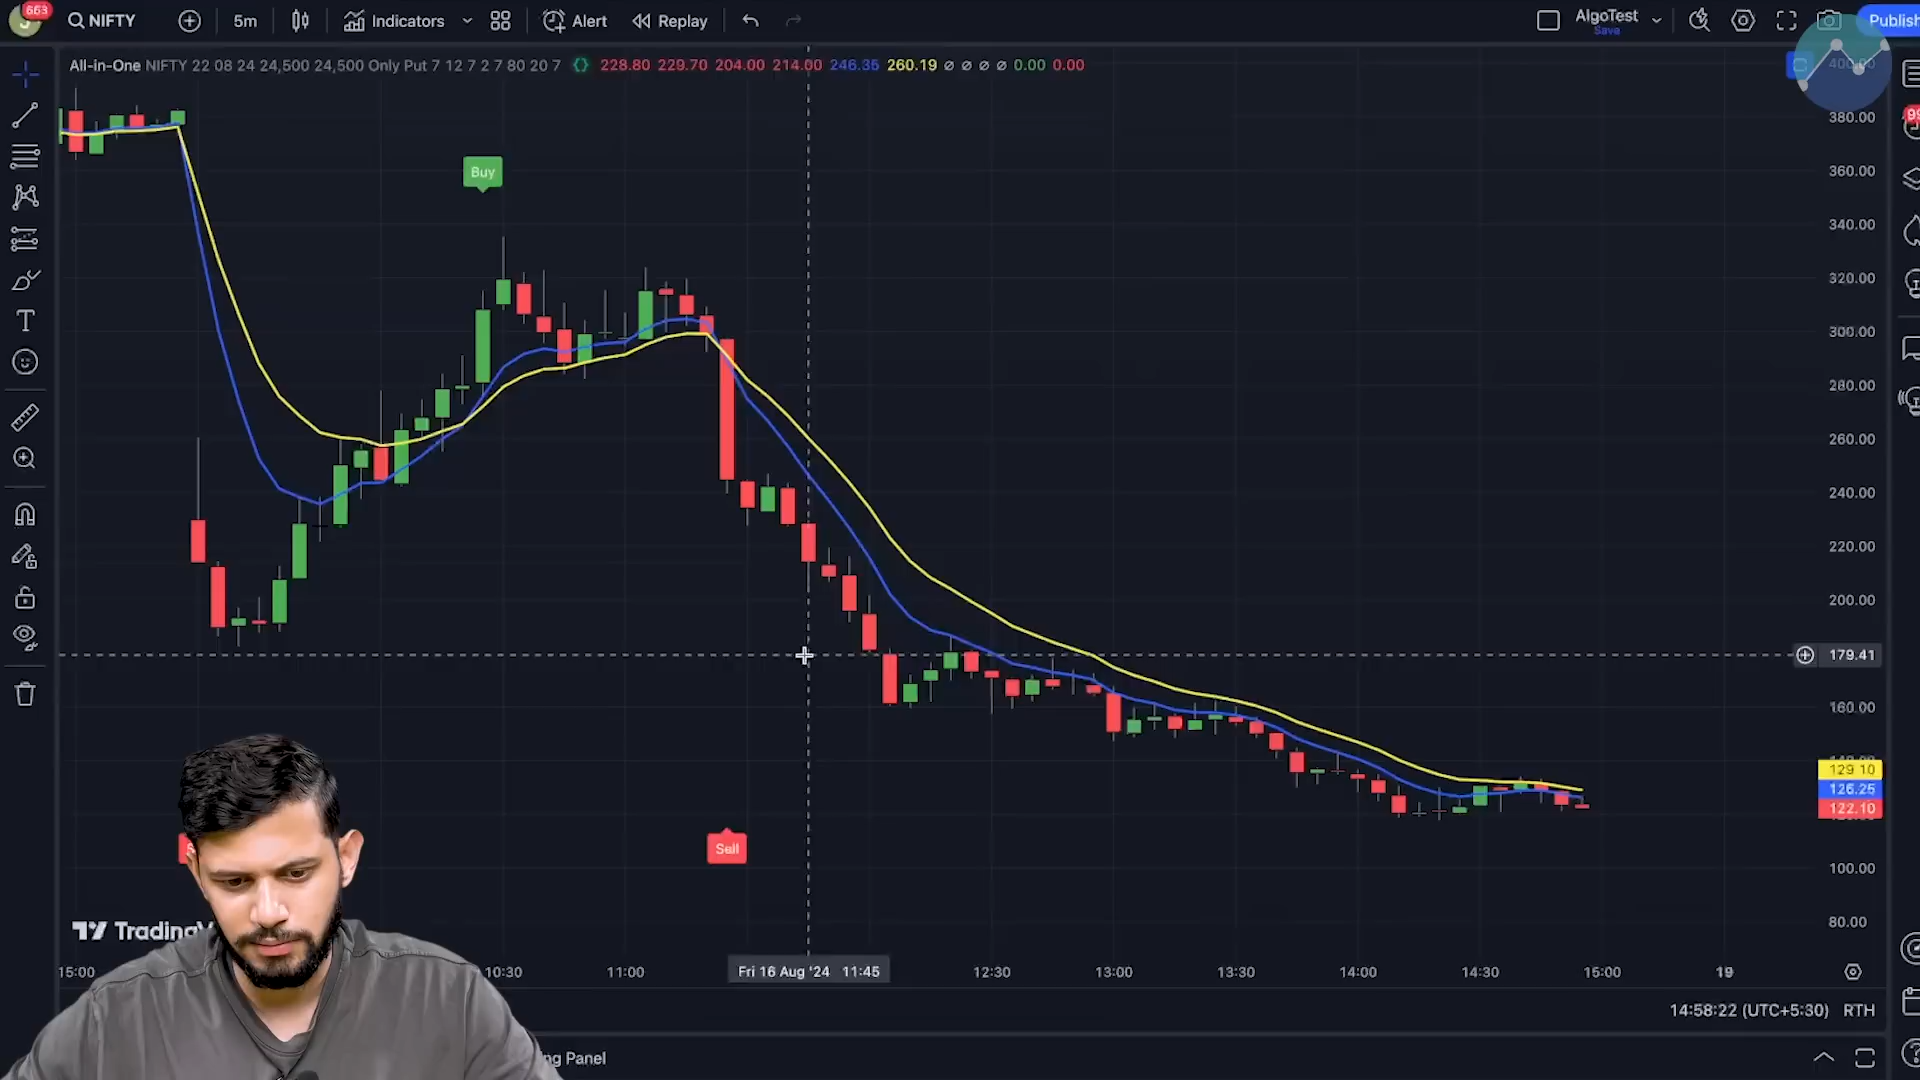 663
NIFTY
5m
Indicators
Alert
Replay
AlgoTest
Save
Publish
All-in-One NIFTY 22 08 24 24,500 24,500 Only Put 7 12 7 2 7 80 20 7 228.80 229.70 204.00 214.00 246.35 260.19 ∅ ∅ ∅ ∅ 0.00 0.00
400.00
380.00
360.00
340.00
320.00
300.00
280.00
260.00
240.00
220.00
200.00
179.41
160.00
129.10
126.25
122.10
100.00
80.00
Buy
Sell
TradingV
15:00
10:30
11:00
Fri 16 Aug '24 11:45
12:30
13:00
13:30
14:00
14:30
15:00
19
14:58:22 (UTC+5:30) RTH
ng Panel